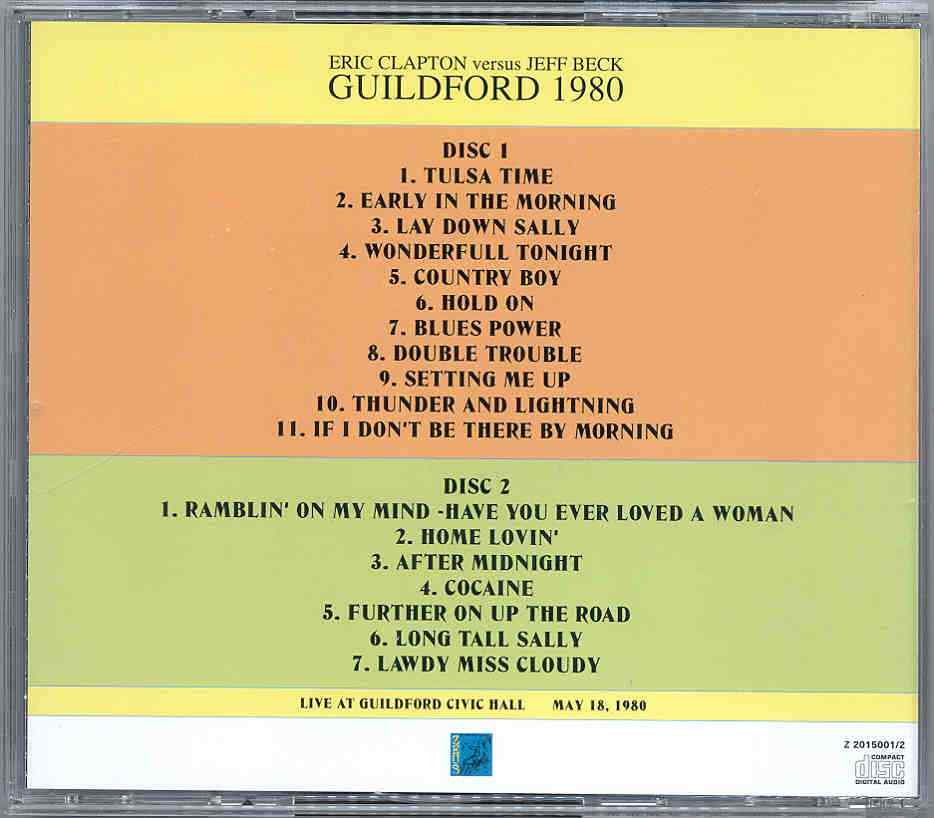 ERIC CLAPTON versus JEFF BECK
GUILDFORD 1980
DISC 1
1. TULSA TIME
2. EARLY IN THE MORNING
3. LAY DOWN SALLY
4. WONDERFULL TONIGHT
5. COUNTRY BOY
6. HOLD ON
7. BLUES POWER
8. DOUBLE TROUBLE
9. SETTING ME UP
10. THUNDER AND LIGHTNING
11. IF I DON'T BE THERE BY MORNING
DISC 2
1. RAMBLIN' ON MY MIND -HAVE YOU EVER LOVED A WOMAN
2. HOME LOVIN'
3. AFTER MIDNIGHT
4. COCAINE
5. FURTHER ON UP THE ROAD
6. LONG TALL SALLY
7. LAWDY MISS CLOUDY
LIVE AT GUILDFORD CIVIC HALL MAY 18, 1980
Z 2015001/2
COMPACT
disc
DIGITAL AUDIO